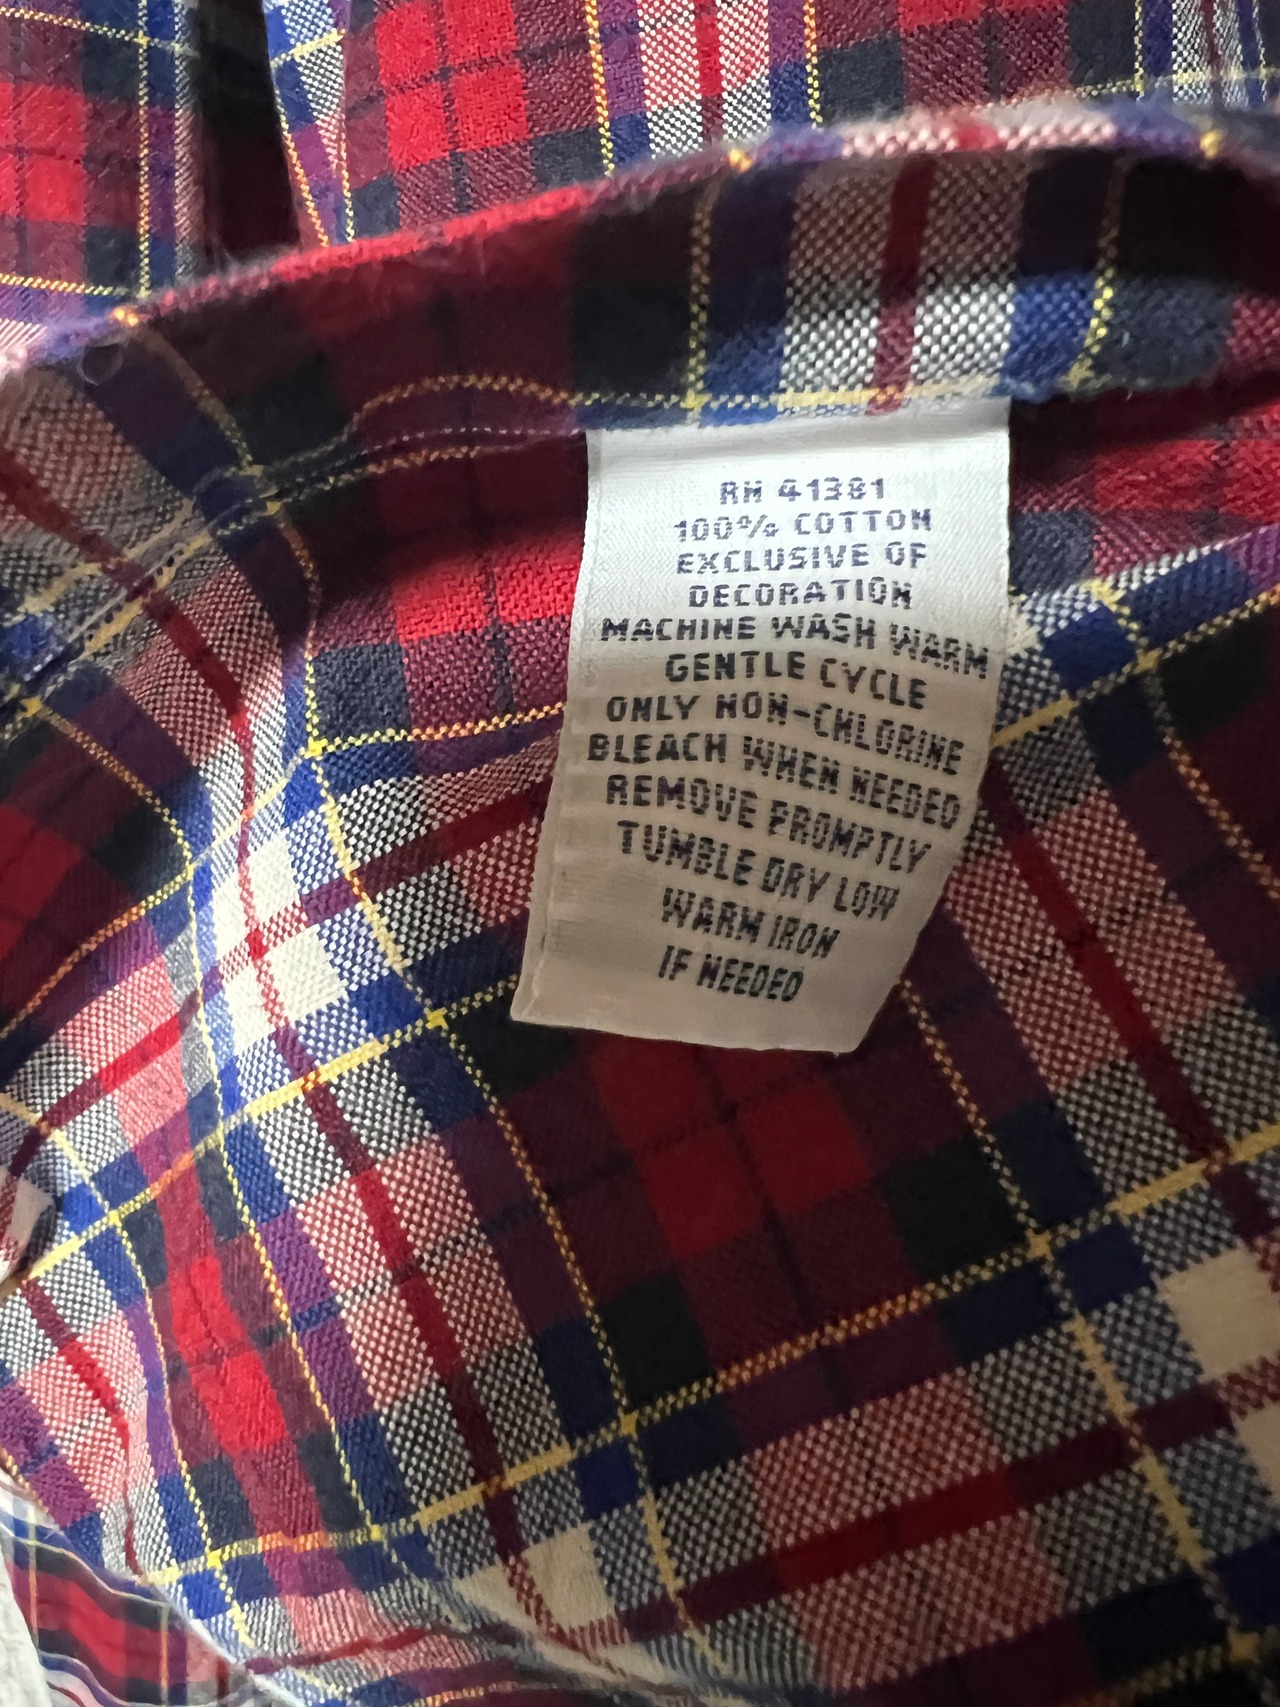 RN 41381
100% COTTON
EXCLUSIVE OF
DECORATION
MACHINE WASH WARM
GENTLE CYCLE
ONLY NON-CHLORINE
BLEACH WHEN NEEDED
REMOVE PROMPTLY
TUMBLE DRY LOW
WARM IRON
IF NEEDED